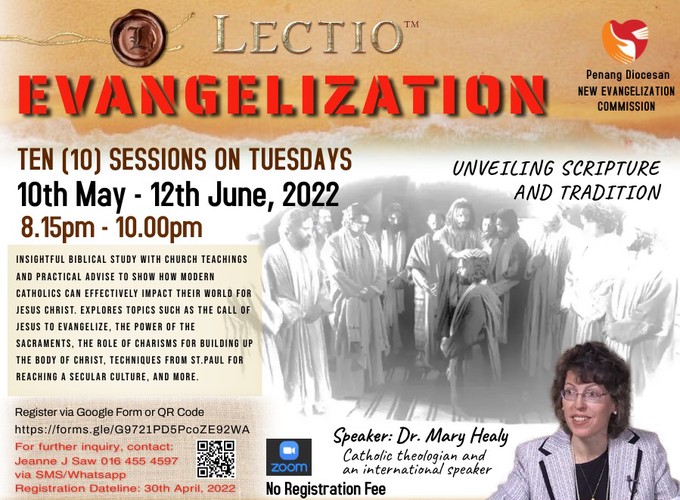 LECTIO™
EVANGELIZATION
Penang Diocesan
NEW EVANGELIZATION
COMMISSION
TEN (10) SESSIONS ON TUESDAYS
10th May - 12th June, 2022
8.15pm - 10.00pm
UNVEILING SCRIPTURE
AND TRADITION
INSIGHTFUL BIBLICAL STUDY WITH CHURCH TEACHINGS
AND PRACTICAL ADVISE TO SHOW HOW MODERN
CATHOLICS CAN EFFECTIVELY IMPACT THEIR WORLD FOR
JESUS CHRIST. EXPLORES TOPICS SUCH AS THE CALL OF
JESUS TO EVANGELIZE, THE POWER OF THE
SACRAMENTS, THE ROLE OF CHARISMS FOR BUILDING UP
THE BODY OF CHRIST, TECHNIQUES FROM ST.PAUL FOR
REACHING A SECULAR CULTURE, AND MORE.
Register via Google Form or QR Code
https://forms.gle/G9721PD5PcoZE92WA
For further inquiry, contact:
Jeanne J Saw 016 455 4597
via SMS/Whatsapp
Registration Dateline: 30th April, 2022
zoom
No Registration Fee
Speaker: Dr. Mary Healy
Catholic theologian and
an international speaker